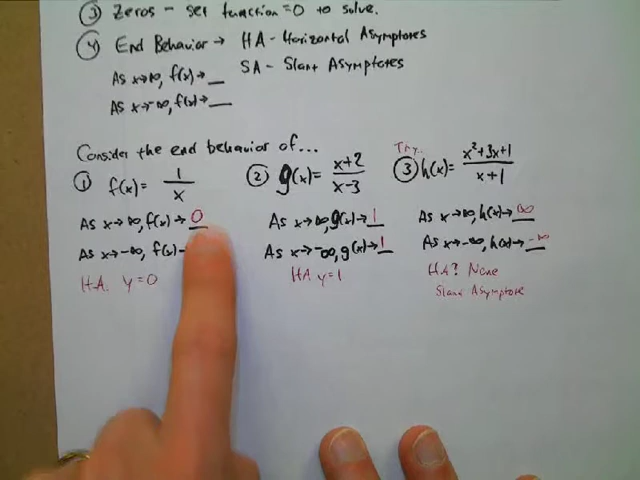 ③ Zeros - set function = 0 to solve.
④ End Behavior → HA - Horizontal Asymptotes
As x→∞, f(x)→__ SA - Slant Asymptotes
As x→-∞, f(x)→__
Consider the end behavior of...
Try..
① f(x) = 1/x ② g(x) = x+2/x-3 ③ h(x) = x²+3x+1/x+1
As x→∞, f(x)→ 0 As x→∞, g(x)→ 1 As x→∞, h(x)→ ∞
As x→-∞, f(x)→ As x→-∞, g(x)→ 1 As x→-∞, h(x)→ -∞
H.A. y=0 HA y=1 HA? None
Slant Asymptote